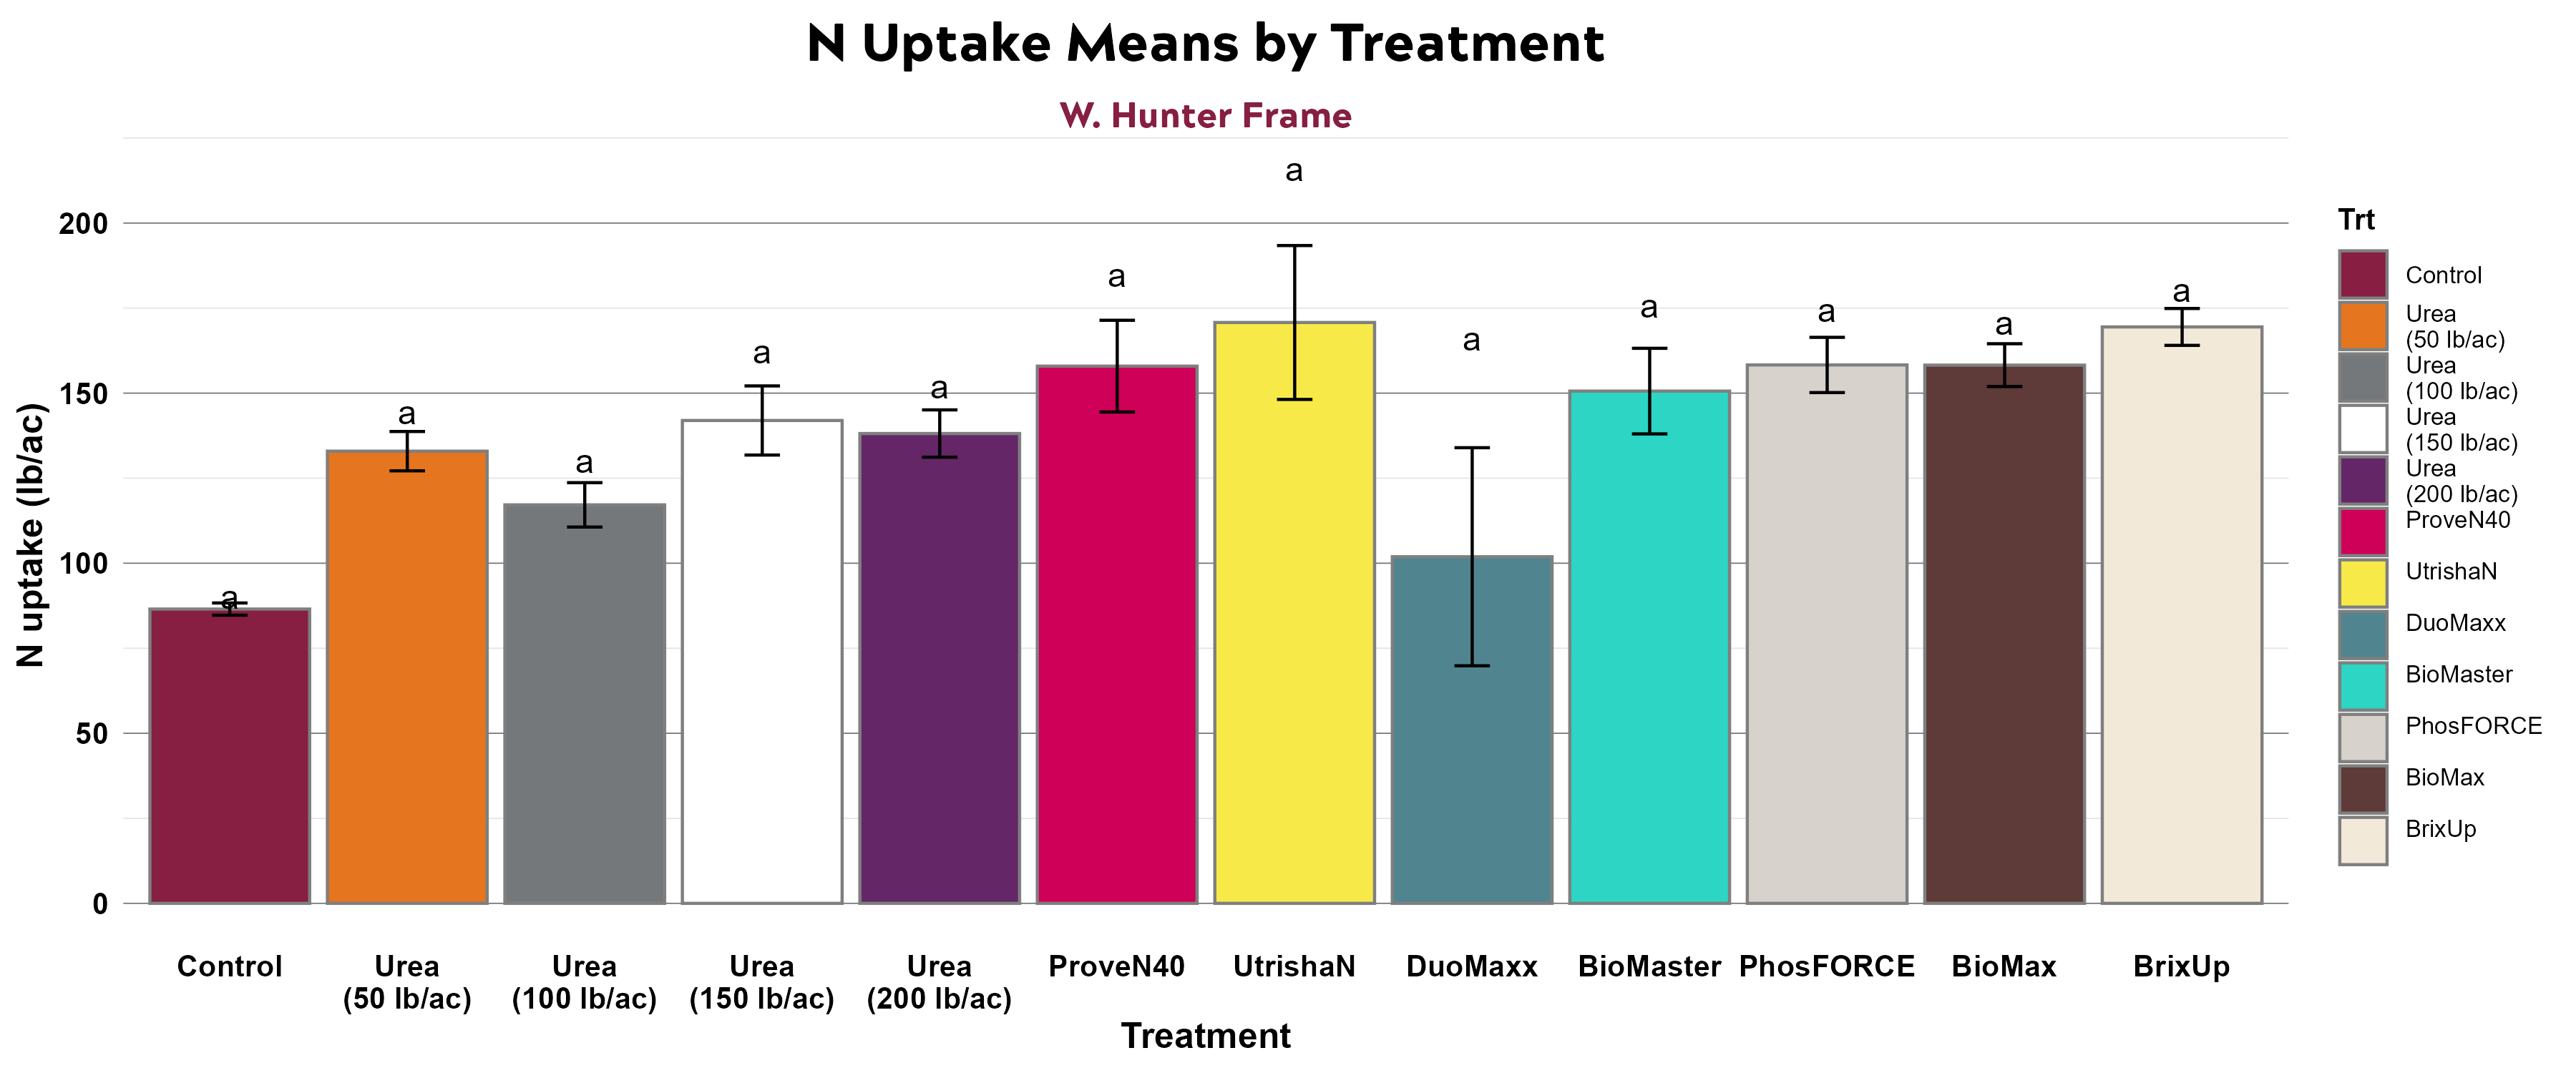 N Uptake Means by Treatment
W. Hunter Frame
a
a
a
a
a
a
a
a
a
a
a
a
200
150
100
50
0
N uptake (lb/ac)
Control
Urea
(50 lb/ac)
Urea
(100 lb/ac)
Urea
(150 lb/ac)
Urea
(200 lb/ac)
ProveN40
UtrishaN
DuoMaxx
BioMaster
PhosFORCE
BioMax
BrixUp
Treatment
Trt
Control
Urea
(50 lb/ac)
Urea
(100 lb/ac)
Urea
(150 lb/ac)
Urea
(200 lb/ac)
ProveN40
UtrishaN
DuoMaxx
BioMaster
PhosFORCE
BioMax
BrixUp